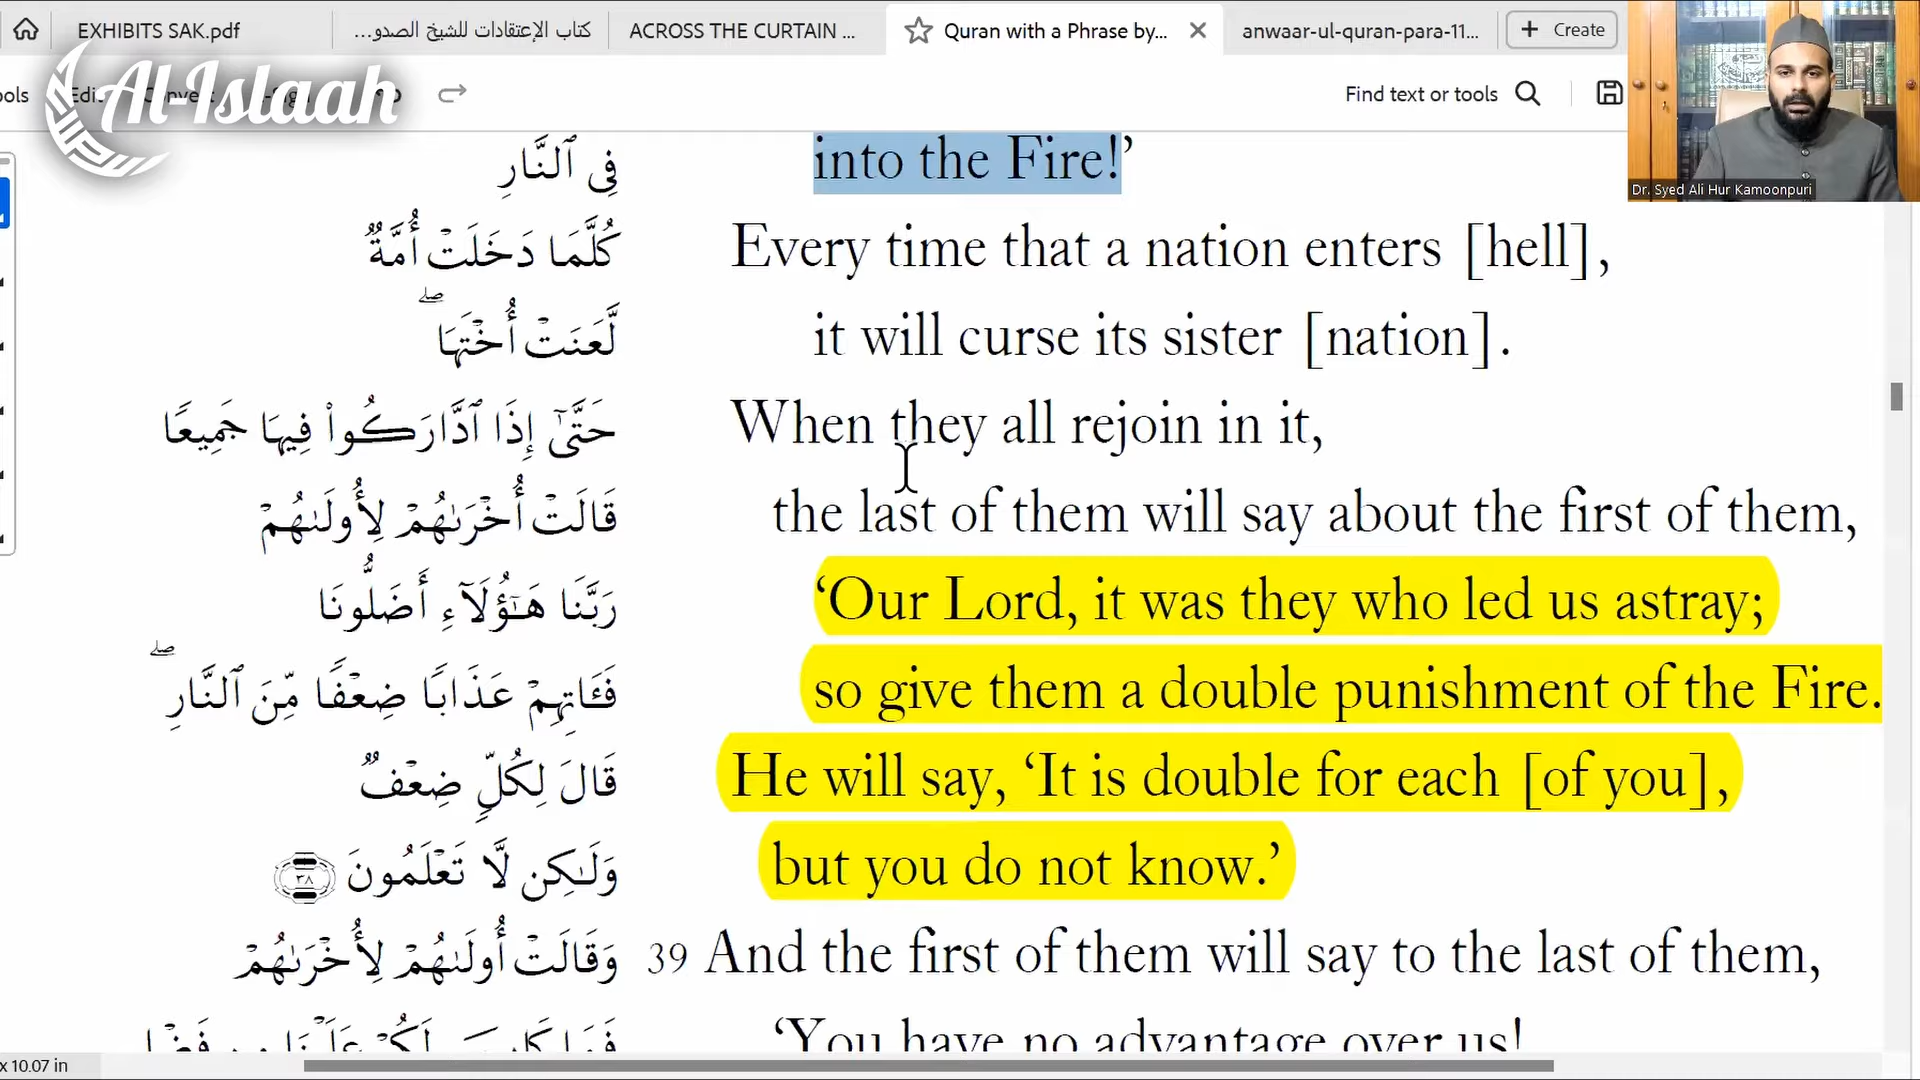 EXHIBITS SAK.pdf
كتاب الإعتقادات للشيخ الصدو...
ACROSS THE CURTAIN ...
Quran with a Phrase by...
anwaar-ul-quran-para-11...
Create
Al-Islaah
Find text or tools
Dr. Syed Ali Hur Kamoonpuri
فِى ٱلنَّارِ
into the Fire!’
كُلَّمَا دَخَلَتْ أُمَّةٌ
Every time that a nation enters [hell],
لَّعَنَتْ أُخْتَهَا ۖ
it will curse its sister [nation].
حَتَّىٰٓ إِذَا ٱدَّارَكُوا۟ فِيهَا جَمِيعًا
When they all rejoin in it,
قَالَتْ أُخْرَىٰهُمْ لِأُولَىٰهُمْ
the last of them will say about the first of them,
رَبَّنَا هَـٰٓؤُلَآءِ أَضَلُّونَا
‘Our Lord, it was they who led us astray;
فَـَٔاتِهِمْ عَذَابًا ضِعْفًا مِّنَ ٱلنَّارِ ۖ
so give them a double punishment of the Fire.
قَالَ لِكُلٍّ ضِعْفٌ
He will say, ‘It is double for each [of you],
وَلَـٰكِن لَّا تَعْلَمُونَ ٣٨
but you do not know.’
وَقَالَتْ أُولَىٰهُمْ لِأُخْرَىٰهُمْ
39 And the first of them will say to the last of them,
‘You have no advantage over us!
x 10.07 in